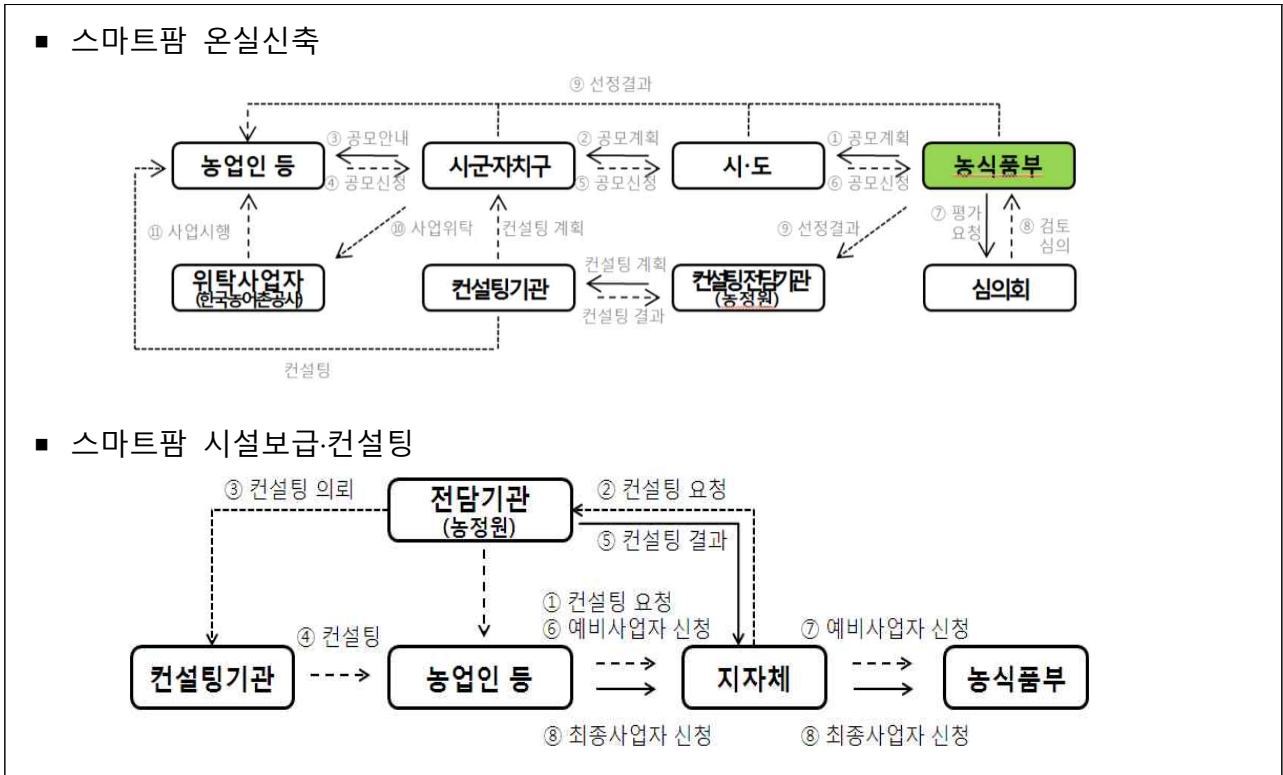 ▪ 스마트팜 온실신축
⑨ 선정결과
③ 공모안내
② 공모계획
① 공모계획
농업인 등
시·군자치구
시·도
농식품부
④ 공모신청
⑤ 공모신청
⑥ 공모신청
⑪ 사업시행
⑩ 사업위탁
컨설팅 계획
⑨ 선정결과
⑦ 평가
요청
⑧ 검토
심의
위탁사업자
(한국농어촌공사)
컨설팅기관
컨설팅 계획
컨설팅 결과
컨설팅전담기관
(농정원)
심의회
컨설팅
▪ 스마트팜 시설보급·컨설팅
③ 컨설팅 의뢰
전담기관
(농정원)
② 컨설팅 요청
⑤ 컨설팅 결과
① 컨설팅 요청
⑥ 예비사업자 신청
⑦ 예비사업자 신청
④ 컨설팅
컨설팅기관
농업인 등
지자체
농식품부
⑧ 최종사업자 신청
⑧ 최종사업자 신청